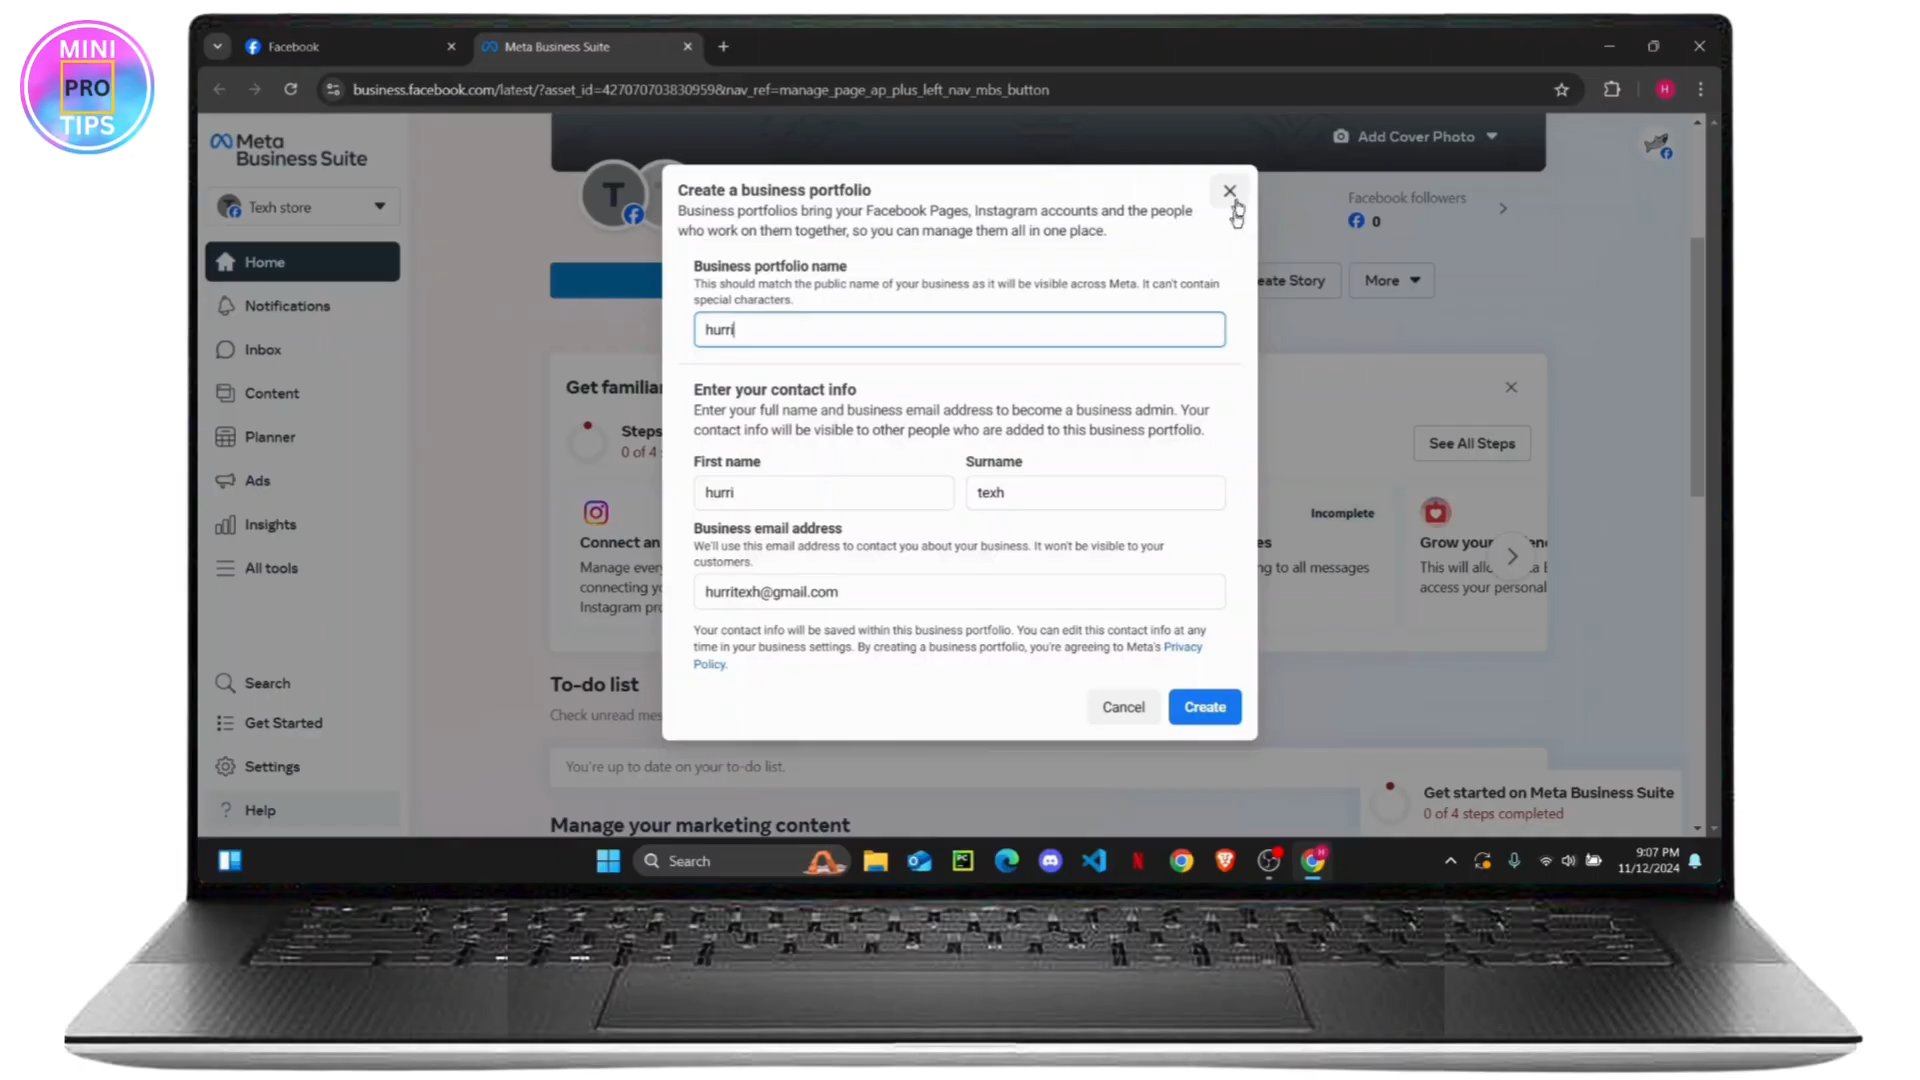 MINI
PRO
TIPS
Facebook
Meta Business Suite
business.facebook.com/latest/?asset_id=427070703830959&nav_ref=manage_page_ap_plus_left_nav_mbs_button
H
Meta
Business Suite
Texh store
Home
Notifications
Inbox
Content
Planner
Ads
Insights
All tools
Search
Get Started
Settings
? Help
Add Cover Photo
T
Facebook followers
0
eate Story
More
Create a business portfolio
Business portfolios bring your Facebook Pages, Instagram accounts and the people
who work on them together, so you can manage them all in one place.
Business portfolio name
This should match the public name of your business as it will be visible across Meta. It can't contain
special characters.
hurri
Enter your contact info
Enter your full name and business email address to become a business admin. Your
contact info will be visible to other people who are added to this business portfolio.
First name
Surname
hurri
texh
Business email address
We'll use this email address to contact you about your business. It won't be visible to your
customers.
hurritexh@gmail.com
Your contact info will be saved within this business portfolio. You can edit this contact info at any
time in your business settings. By creating a business portfolio, you're agreeing to Meta's Privacy
Policy.
Cancel
Create
Get familiar
Steps
0 of 4
See All Steps
Connect an
Manage every
connecting yo
Instagram pro
Incomplete
es
ng to all messages
Grow your
This will allo
access your personal
To-do list
Check unread mes
You're up to date on your to-do list.
Manage your marketing content
Get started on Meta Business Suite
0 of 4 steps completed
Search
PC
N
H
9:07 PM
11/12/2024